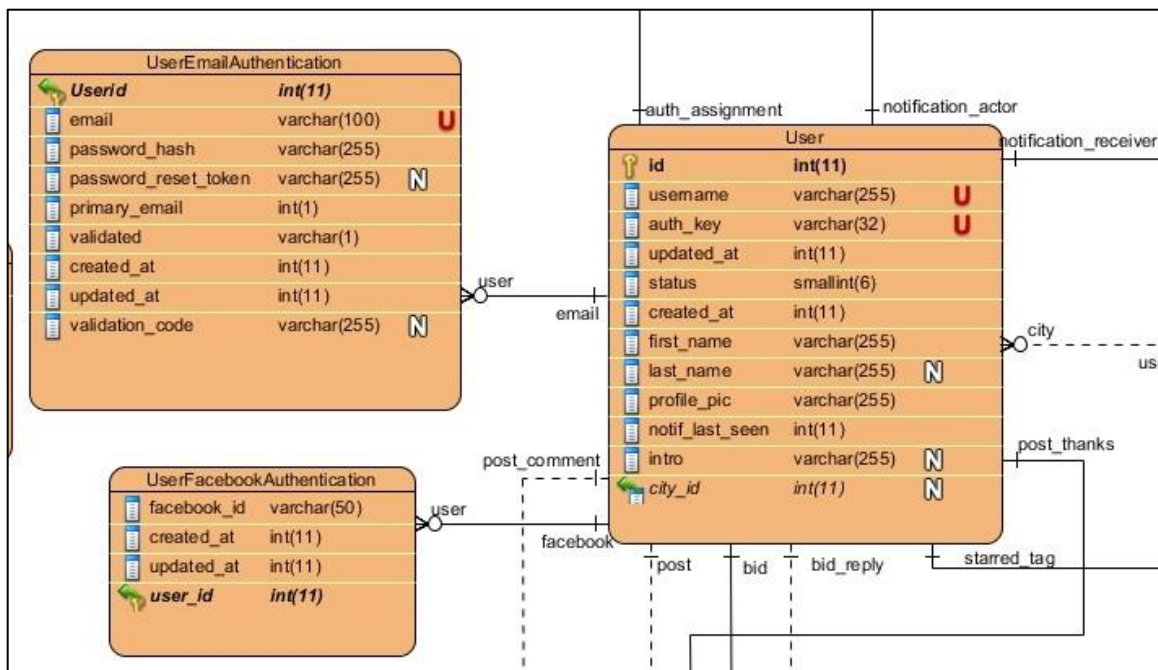 UserEmailAuthentication
Userid int(11)
email varchar(100) U
password_hash varchar(255)
password_reset_token varchar(255) N
primary_email int(1)
validated varchar(1)
created_at int(11)
updated_at int(11)
validation_code varchar(255) N
user
email
auth_assignment
notification_actor
notification_receiver
User
id int(11)
username varchar(255) U
auth_key varchar(32) U
updated_at int(11)
status smallint(6)
created_at int(11)
first_name varchar(255)
last_name varchar(255) N
profile_pic varchar(255)
notif_last_seen int(11)
intro varchar(255) N
city_id int(11) N
city
post_thanks
post_comment
UserFacebookAuthentication
facebook_id varchar(50)
created_at int(11)
updated_at int(11)
user_id int(11)
user
facebook
post
bid
bid_reply
starred_tag